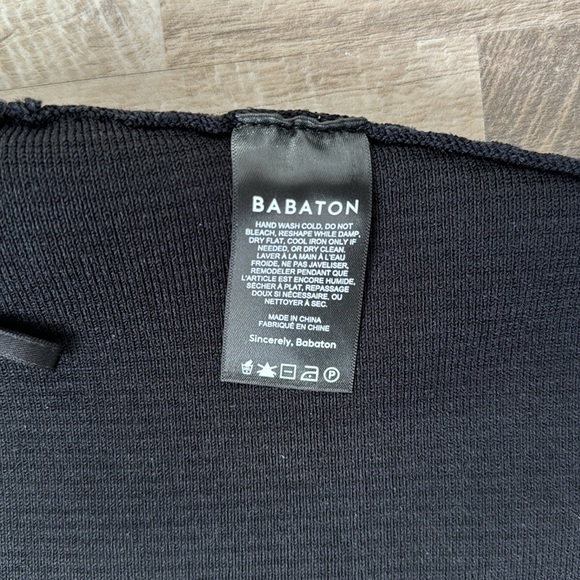 BABATON
HAND WASH COLD, DO NOT
BLEACH, RESHAPE WHILE DAMP,
DRY FLAT, COOL IRON ONLY IF
NEEDED, OR DRY CLEAN.
LAVER À LA MAIN À L'EAU
FROIDE, NE PAS JAVELISER,
REMODELER PENDANT QUE
L'ARTICLE EST ENCORE HUMIDE,
SÉCHER À PLAT, REPASSAGE
DOUX SI NÉCESSAIRE, OU
NETTOYER À SEC.
MADE IN CHINA
FABRIQUÉ EN CHINE
Sincerely, Babaton
P